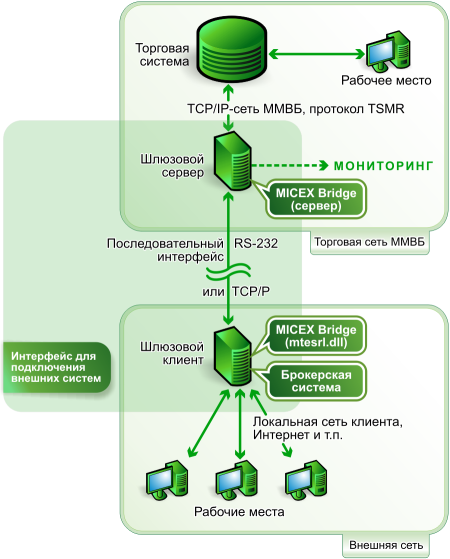 Торговая
система
Рабочее место
TCP/IP-сеть ММВБ, протокол TSMR
Шлюзовой
сервер
МОНИТОРИНГ
MICEX Bridge
(сервер)
Торговая сеть ММВБ
Последовательный
интерфейс
RS-232
или
TCP/P
Шлюзовой
клиент
MICEX Bridge
(mtesrl.dll)
Брокерская
система
Интерфейс для
подключения
внешних систем
Локальная сеть клиента,
Интернет и т.п.
Рабочие места
Внешняя сеть